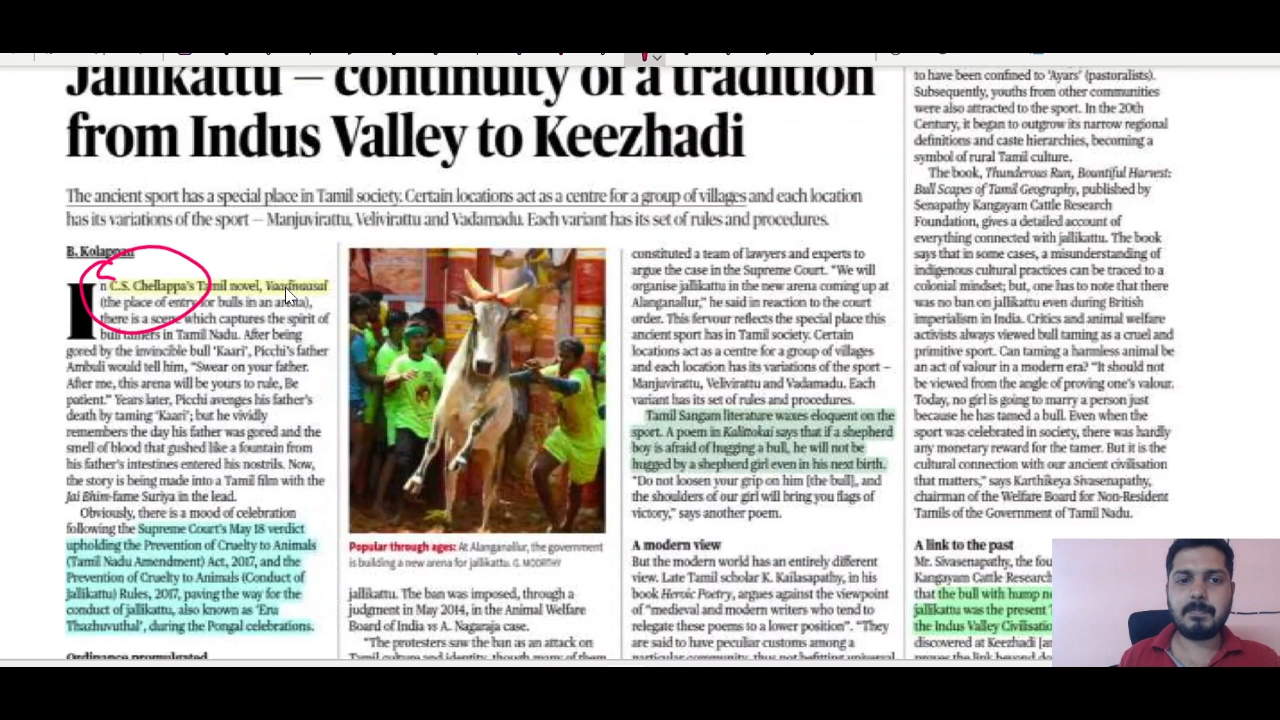 Jallikattu – continuity of a tradition
from Indus Valley to Keezhadi
The ancient sport has a special place in Tamil society. Certain locations act as a centre for a group of villages and each location
has its variations of the sport — Manjuvirattu, Velivirattu and Vadamadu. Each variant has its set of rules and procedures.
B. Kolappan
In C.S. Chellappa's Tamil novel, Vaadivaasal
(the place of entry for bulls in an arena),
there is a scene which captures the spirit of
bull tamers in Tamil Nadu. After being
gored by the invincible bull 'Kaari', Picchi's father
Ambuli would tell him, "Swear on your father.
After me, this arena will be yours to rule, Be
patient." Years later, Picchi avenges his father's
death by taming 'Kaari'; but he vividly
remembers the day his father was gored and the
smell of blood that gushed like a fountain from
his father's intestines entered his nostrils. Now,
the story is being made into a Tamil film with the
Jai Bhim-fame Suriya in the lead.
Obviously, there is a mood of celebration
following the Supreme Court's May 18 verdict
upholding the Prevention of Cruelty to Animals
(Tamil Nadu Amendment) Act, 2017, and the
Prevention of Cruelty to Animals (Conduct of
Jallikattu) Rules, 2017, paving the way for the
conduct of jallikattu, also known as 'Eru
Thazhuvuthal', during the Pongal celebrations.
Ordinance promulgated
Popular through ages: At Alanganallur, the government
is building a new arena for jallikattu. G. MOORTHY
jallikattu. The ban was imposed, through a
judgment in May 2014, in the Animal Welfare
Board of India vs A. Nagaraja case.
"The protesters saw the ban as an attack on
Tamil culture and identity, though many of them
constituted a team of lawyers and experts to
argue the case in the Supreme Court. "We will
organise jallikattu in the new arena coming up at
Alanganallur," he said in reaction to the court
order. This fervour reflects the special place this
ancient sport has in Tamil society. Certain
locations act as a centre for a group of villages
and each location has its variations of the sport –
Manjuvirattu, Velivirattu and Vadamadu. Each
variant has its set of rules and procedures.
Tamil Sangam literature waxes eloquent on the
sport. A poem in Kalittokai says that if a shepherd
boy is afraid of hugging a bull, he will not be
hugged by a shepherd girl even in his next birth.
"Do not loosen your grip on him [the bull], and
the shoulders of our girl will bring you flags of
victory," says another poem.
A modern view
But the modern world has an entirely different
view. Late Tamil scholar K. Kailasapathy, in his
book Heroic Poetry, argues against the viewpoint
of "medieval and modern writers who tend to
relegate these poems to a lower position". "They
are said to have peculiar customs among a
particular community, thus not befitting universal
to have been confined to 'Ayars' (pastoralists).
Subsequently, youths from other communities
were also attracted to the sport. In the 20th
Century, it began to outgrow its narrow regional
definitions and caste hierarchies, becoming a
symbol of rural Tamil culture.
The book, Thunderous Run, Bountiful Harvest:
Bull Scapes of Tamil Geography, published by
Senapathy Kangayam Cattle Research
Foundation, gives a detailed account of
everything connected with jallikattu. The book
says that in some cases, a misunderstanding of
indigenous cultural practices can be traced to a
colonial mindset; but, one has to note that there
was no ban on jallikattu even during British
imperialism in India. Critics and animal welfare
activists always viewed bull taming as a cruel and
primitive sport. Can taming a harmless animal be
an act of valour in a modern era? "It should not
be viewed from the angle of proving one's valour.
Today, no girl is going to marry a person just
because he has tamed a bull. Even when the
sport was celebrated in society, there was hardly
any monetary reward for the tamer. But it is the
cultural connection with our ancient civilisation
that matters," says Karthikeya Sivasenapathy,
chairman of the Welfare Board for Non-Resident
Tamils of the Government of Tamil Nadu.
A link to the past
Mr. Sivasenapathy, the fou
Kangayam Cattle Research
that the bull with hump no
jallikattu was the present T
the Indus Valley Civilisatio
discovered at Keezhadi [an